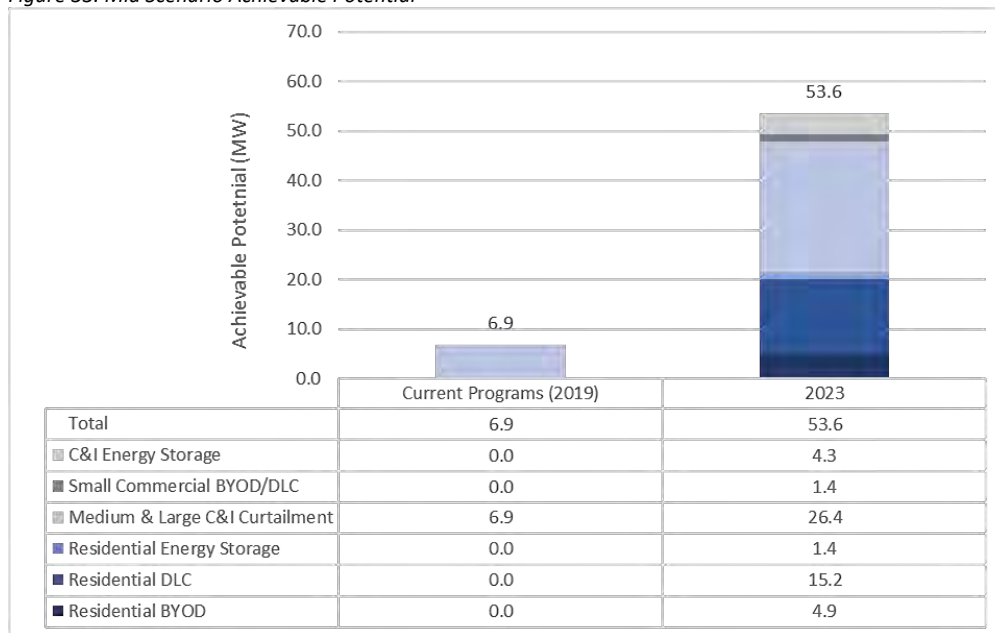 Figure 35: Mid Scenario Achievable Potential
70.0
60.0
50.0
40.0
30.0
20.0
10.0
0.0
Achievable Potetnial (MW)
6.9
53.6
Current Programs (2019) 2023
Total 6.9 53.6
C&I Energy Storage 0.0 4.3
Small Commercial BYOD/DLC 0.0 1.4
Medium & Large C&I Curtailment 6.9 26.4
Residential Energy Storage 0.0 1.4
Residential DLC 0.0 15.2
Residential BYOD 0.0 4.9